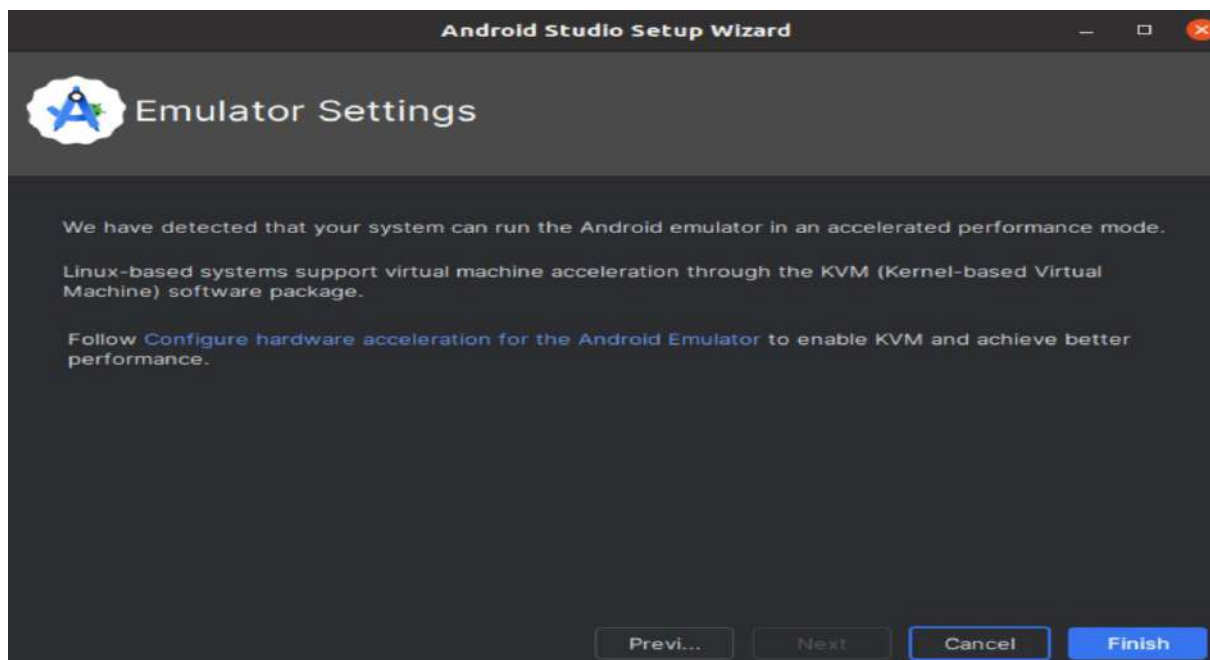 Android Studio Setup Wizard
Emulator Settings
We have detected that your system can run the Android emulator in an accelerated performance mode.
Linux-based systems support virtual machine acceleration through the KVM (Kernel-based Virtual
Machine) software package.
Follow Configure hardware acceleration for the Android Emulator to enable KVM and achieve better
performance.
Previ... Next Cancel Finish